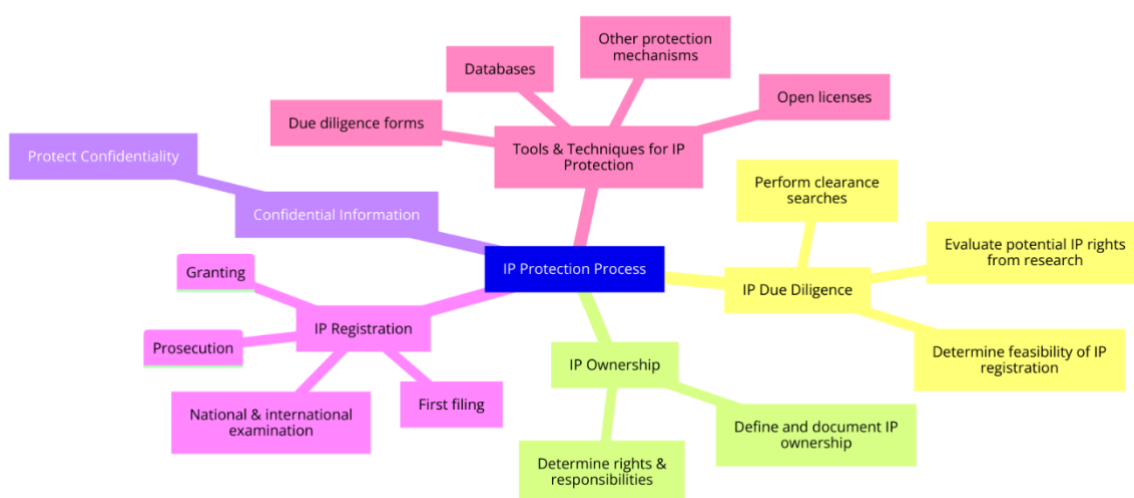 Other protection
mechanisms
Databases
Open licenses
Due diligence forms
Tools & Techniques for IP
Protection
Protect Confidentiality
Confidential Information
Perform clearance
searches
Evaluate potential IP rights
from research
IP Protection Process
Granting
IP Due Diligence
IP Registration
Prosecution
Determine feasibility of IP
registration
IP Ownership
First filing
National & international
examination
Define and document IP
ownership
Determine rights &
responsibilities